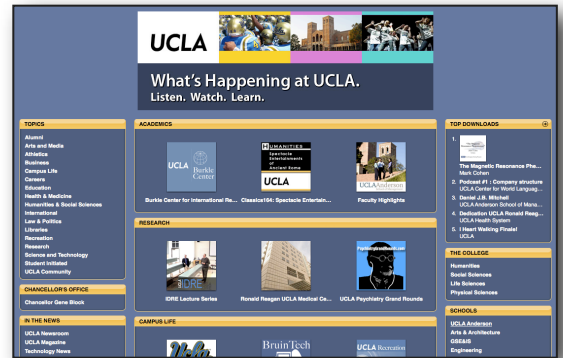 UCLA
What's Happening at UCLA.
Listen. Watch. Learn.
TOPICS
Alumni
Arts and Media
Athletics
Business
Campus Life
Careers
Education
Health & Medicine
Humanities & Social Sciences
International
Law & Politics
Libraries
Recreation
Research
Science and Technology
Student Initiated
UCLA Community
CHANCELLOR'S OFFICE
Chancellor Gene Block
IN THE NEWS
UCLA Newsroom
UCLA Magazine
Technology News
ACADEMICS
UCLA
Burkle
Center
HUMANITIES
Spectacle
Entertainments
of
Ancient Rome
UCLA
UCLAAnderson
Burkle Center for International Re...
Classics164: Spectacle Entertain...
Faculty Highlights
RESEARCH
IDRE
IDRE Lecture Series
Ronald Reagan UCLA Medical Ce...
UCLA Psychiatry Grand Rounds
CAMPUS LIFE
Ucla
BruinTech
UCLA Recreation
TOP DOWNLOADS
1.
The Magnetic Resonance Phe...
Mark Cohen
2. Podcast #1 : Company structure
UCLA Center for World Languag...
3. Daniel J.B. Mitchell
UCLA Anderson School of Mana...
4. Dedication UCLA Ronald Reag...
UCLA Health System
5. I Heart Walking Finale!
UCLA
THE COLLEGE
Humanities
Social Sciences
Life Sciences
Physical Sciences
SCHOOLS
UCLA Anderson
Arts & Architecture
GSE&IS
Engineering